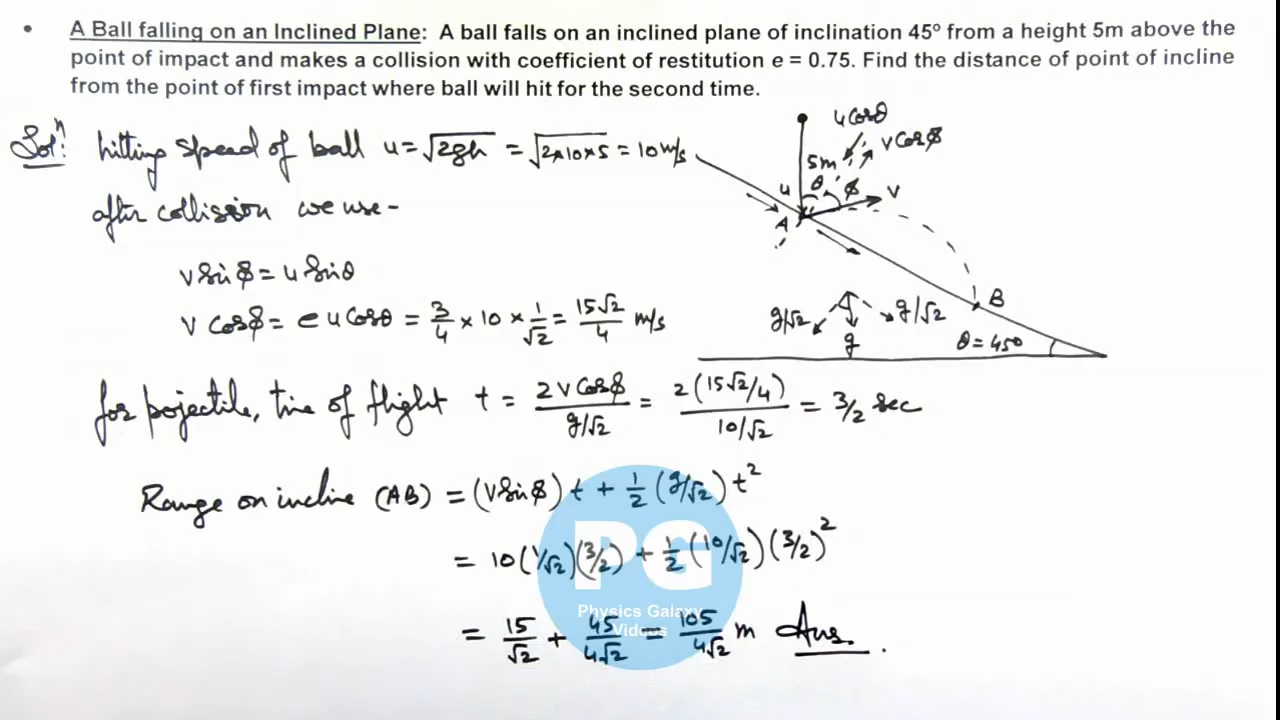 • A Ball falling on an Inclined Plane: A ball falls on an inclined plane of inclination 45º from a height 5m above the
point of impact and makes a collision with coefficient of restitution e = 0.75. Find the distance of point of incline
from the point of first impact where ball will hit for the second time.
Solⁿ: hitting speed of ball u = √2gh = √2×10×5 = 10 m/s
after collision we use –
v Sin φ = u Sin θ
v Cos φ = e u Cos θ = 3/4 × 10 × 1/√2 = 15√2/4 m/s
u Cos θ
v Cos φ
5m
u θ φ v
A
B
g/√2 g g/√2
θ = 45º
for projectile, time of flight t = 2 v Cos φ / g/√2 = 2(15√2/4) / 10/√2 = 3/2 sec
Range on incline (AB) = (v Sin φ) t + 1/2 (g/√2) t²
= 10 (1/√2)(3/2) + 1/2 (10/√2)(3/2)²
= 15/√2 + 45/4√2 = 105/4√2 m Ans.
PG
Physics Galaxy
Videos